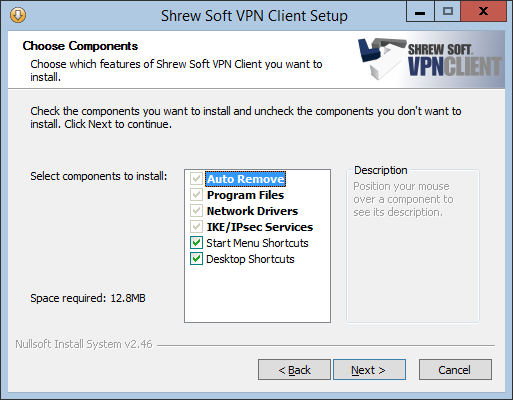 Shrew Soft VPN Client Setup
Choose Components
Choose which features of Shrew Soft VPN Client you want to
install.
SHREW SOFT
VPNCLIENT
Check the components you want to install and uncheck the components you don't want to
install. Click Next to continue.
Select components to install:
Auto Remove
Program Files
Network Drivers
IKE/IPsec Services
Start Menu Shortcuts
Desktop Shortcuts
Description
Position your mouse
over a component to
see its description.
Space required: 12.8MB
Nullsoft Install System v2.46
< Back
Next >
Cancel